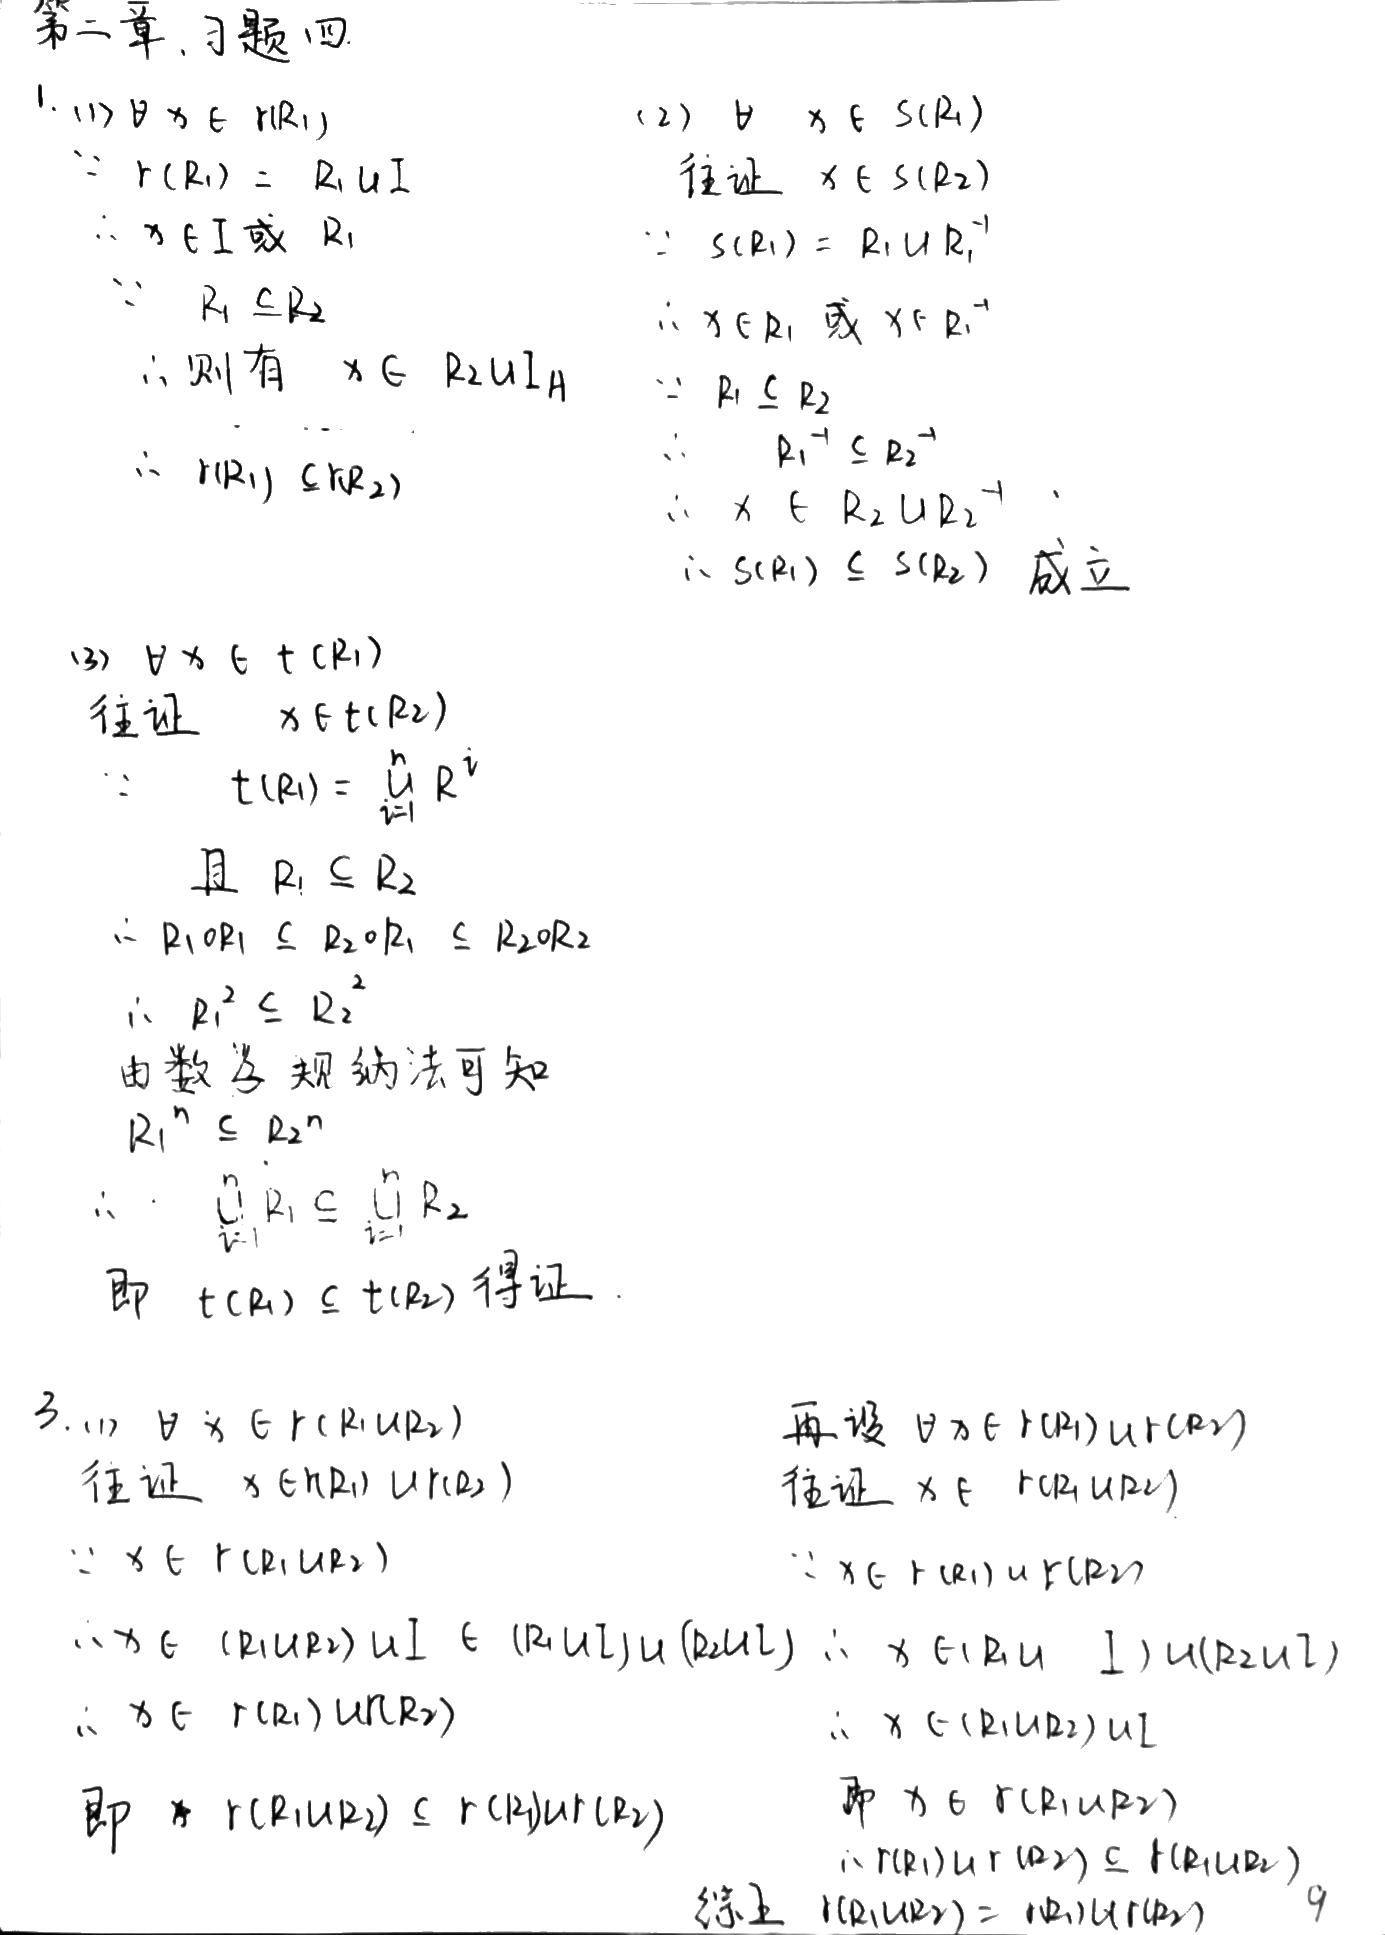 第二章、习题四
1. (1) ∀ x ∈ r(R₁)
∵ r(R₁) = R₁ ∪ I
∴ x ∈ I 或 R₁
∵ R₁ ⊆ R₂
∴ 则有 x ∈ R₂ ∪ I_A
∴ r(R₁) ⊆ r(R₂)
(2) ∀ x ∈ S(R₁)
往证 x ∈ S(R₂)
∵ S(R₁) = R₁ ∪ R₁⁻¹
∴ x ∈ R₁ 或 x ∈ R₁⁻¹
∵ R₁ ⊆ R₂
∴ R₁⁻¹ ⊆ R₂⁻¹
∴ x ∈ R₂ ∪ R₂⁻¹
∴ S(R₁) ⊆ S(R₂) 成立
(3) ∀ x ∈ t(R₁)
往证 x ∈ t(R₂)
∵ t(R₁) = ⋃_{i=1}^{n} R^i
且 R₁ ⊆ R₂
∴ R₁∘R₁ ⊆ R₂∘R₁ ⊆ R₂∘R₂
∴ R₁² ⊆ R₂²
由数学规纳法可知
R₁ⁿ ⊆ R₂ⁿ
∴ ⋃_{i=1}^{n} R₁ ⊆ ⋃_{i=1}^{n} R₂
即 t(R₁) ⊆ t(R₂) 得证.
3. (1) ∀ x ∈ r(R₁∪R₂)
往证 x ∈ r(R₁) ∪ r(R₂)
∵ x ∈ r(R₁∪R₂)
∴ x ∈ (R₁∪R₂)∪I ∈ (R₁∪I)∪(R₂∪I)
∴ x ∈ r(R₁) ∪ r(R₂)
即 r(R₁∪R₂) ⊆ r(R₁)∪r(R₂)
再设 ∀ x ∈ r(R₁)∪r(R₂)
往证 x ∈ r(R₁∪R₂)
∵ x ∈ r(R₁)∪r(R₂)
∴ x ∈ (R₁∪ I)∪(R₂∪I)
∴ x ∈ (R₁∪R₂)∪I
即 x ∈ r(R₁∪R₂)
∴ r(R₁)∪r(R₂) ⊆ r(R₁∪R₂)
综上 r(R₁∪R₂) = r(R₁)∪r(R₂)
9